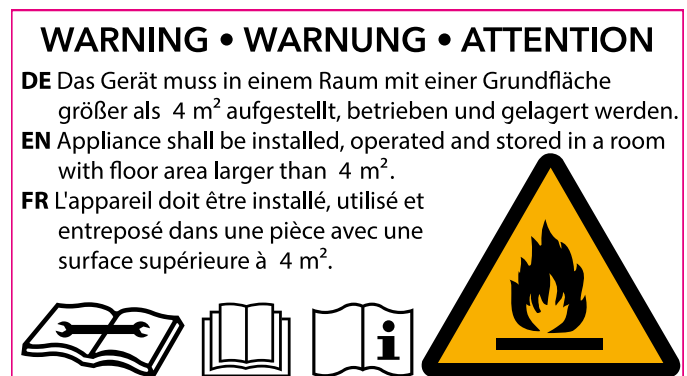 WARNING • WARNUNG • ATTENTION
DE Das Gerät muss in einem Raum mit einer Grundfläche
größer als 4 m² aufgestellt, betrieben und gelagert werden.
EN Appliance shall be installed, operated and stored in a room
with floor area larger than 4 m².
FR L'appareil doit être installé, utilisé et
entreposé dans une pièce avec une
surface supérieure à 4 m².
i